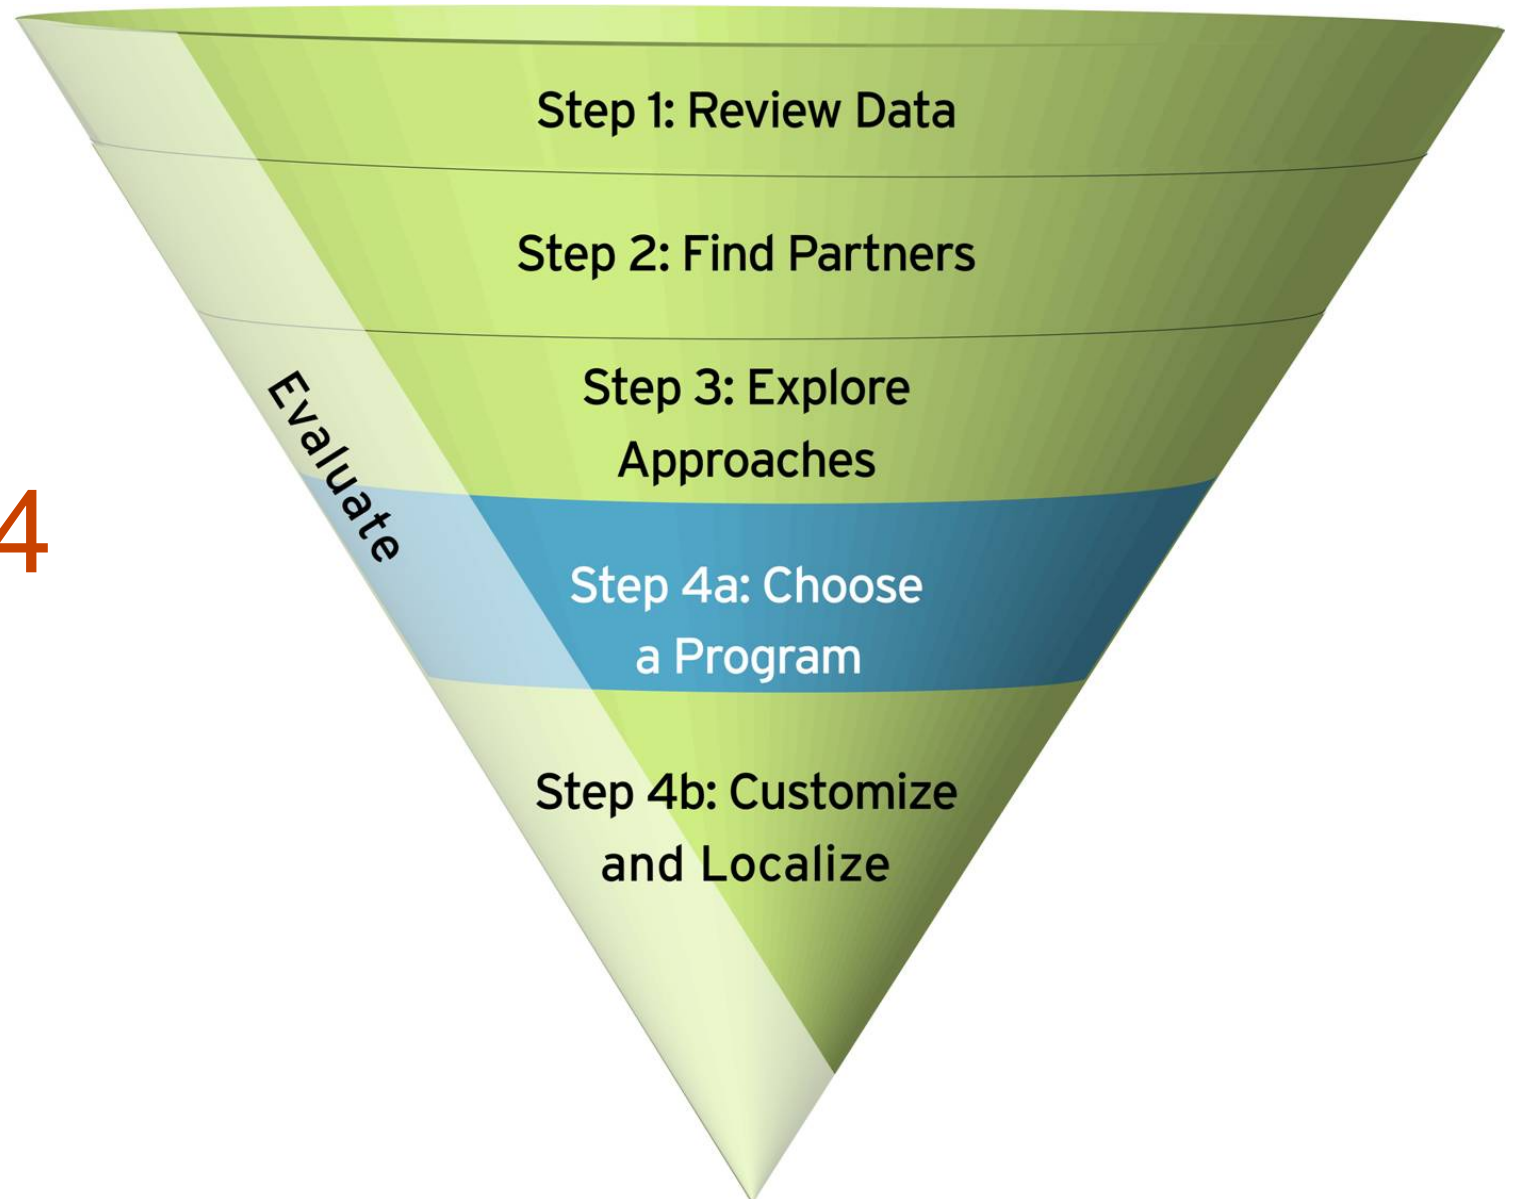 Step 1: Review Data
Step 2: Find Partners
Step 3: Explore
Approaches
Evaluate
4
Step 4a: Choose
a Program
Step 4b: Customize
and Localize